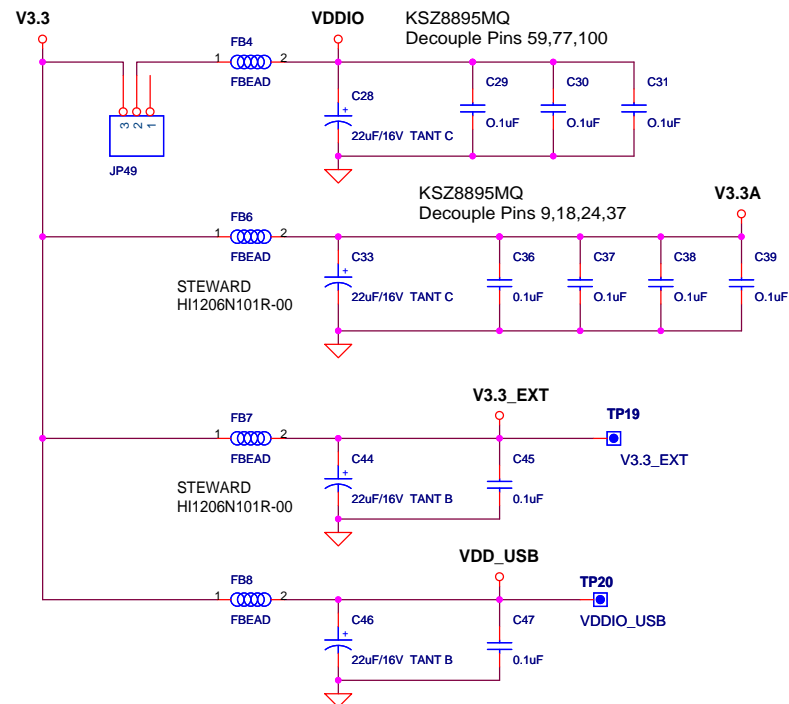 V3.3
VDDIO
KSZ8895MQ
Decouple Pins 59,77,100
FB4
1
2
FBEAD
C28
22uF/16V TANT C
C29
O.1uF
C30
O.1uF
C31
O.1uF
3
2
1
JP49
KSZ8895MQ
Decouple Pins 9,18,24,37
V3.3A
FB6
1
2
FBEAD
STEWARD
HI1206N101R-00
C33
22uF/16V TANT C
C36
0.1uF
C37
O.1uF
C38
O.1uF
C39
O.1uF
V3.3_EXT
FB7
1
2
FBEAD
STEWARD
HI1206N101R-00
C44
22uF/16V TANT B
C45
0.1uF
TP19
V3.3_EXT
VDD_USB
FB8
1
2
FBEAD
C46
22uF/16V TANT B
C47
0.1uF
TP20
VDDIO_USB